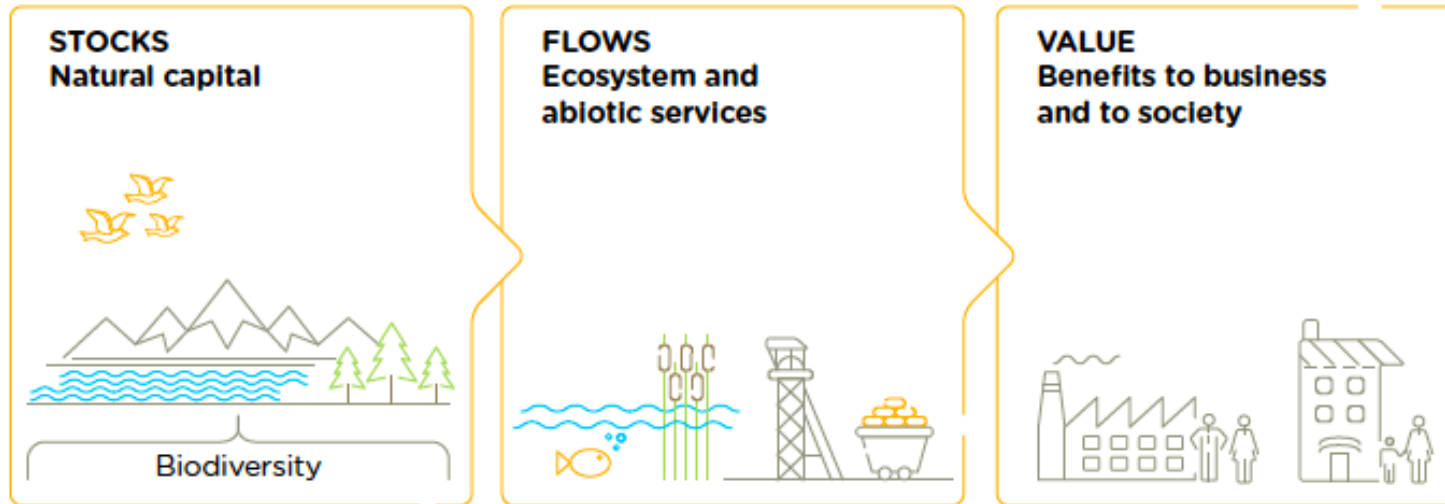 STOCKS
Natural capital
FLOWS
Ecosystem and
abiotic services
VALUE
Benefits to business
and to society
Biodiversity